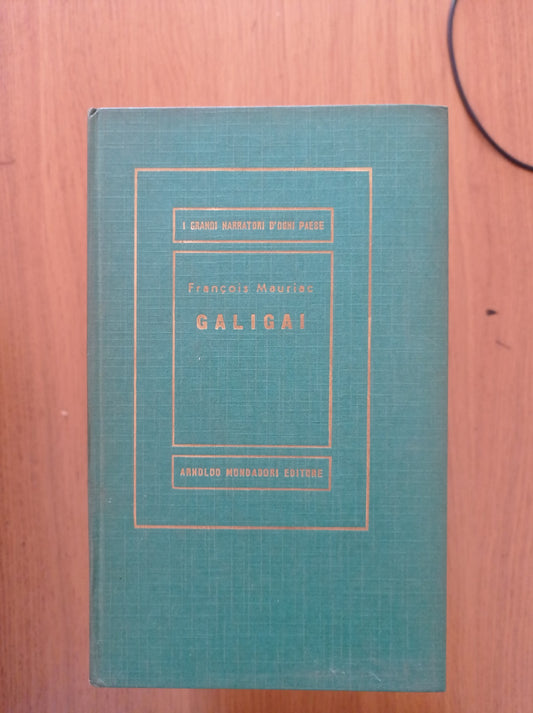 I GRANDI NARRATORI D'OGNI PAESE
François Mauriac
GALIGAI
ARNOLDO MONDADORI EDITORE